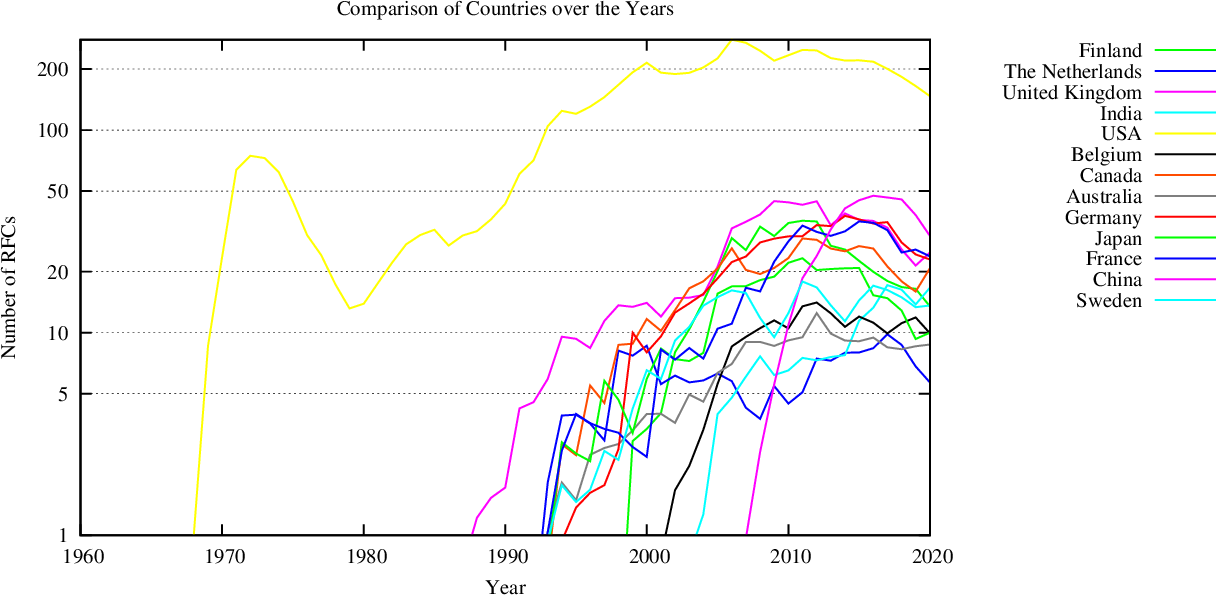 Comparison of Countries over the Years
Number of RFCs
200
100
50
20
10
5
1
1960
1970
1980
1990
2000
2010
2020
Year
Finland
The Netherlands
United Kingdom
India
USA
Belgium
Canada
Australia
Germany
Japan
France
China
Sweden